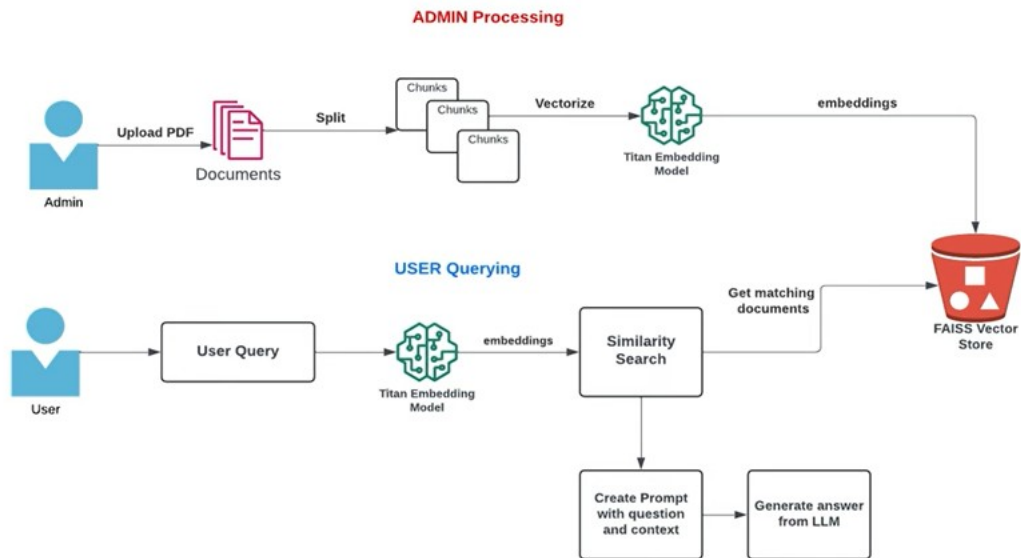 ADMIN Processing
Upload PDF
Split
Chunks
Chunks
Chunks
Vectorize
embeddings
Titan Embedding
Model
Documents
Admin
USER Querying
Get matching
documents
FAISS Vector
Store
User Query
embeddings
Similarity
Search
Titan Embedding
Model
User
Create Prompt
with question
and context
Generate answer
from LLM